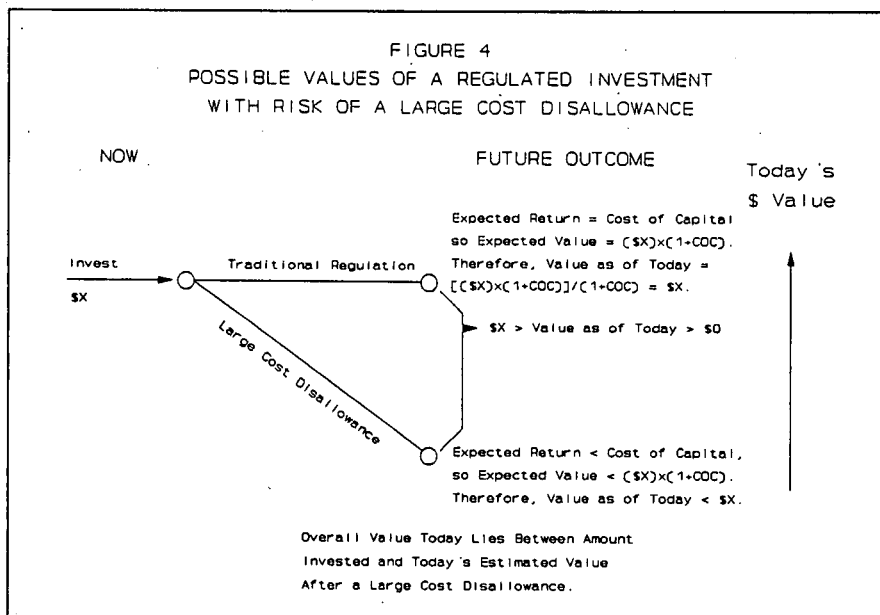 FIGURE 4
POSSIBLE VALUES OF A REGULATED INVESTMENT
WITH RISK OF A LARGE COST DISALLOWANCE
NOW
FUTURE OUTCOME
Today's
$ Value
Expected Return = Cost of Capital
so Expected Value = ($X)x(1+COC).
Therefore, Value as of Today =
[($X)x(1+COC)]/(1+COC) = $X.
Invest
$X
Traditional Regulation
$X > Value as of Today > $0
Large Cost Disallowance
Expected Return < Cost of Capital,
so Expected Value < ($X)x(1+COC).
Therefore, Value as of Today < $X.
Overall Value Today Lies Between Amount
Invested and Today's Estimated Value
After a Large Cost Disallowance.